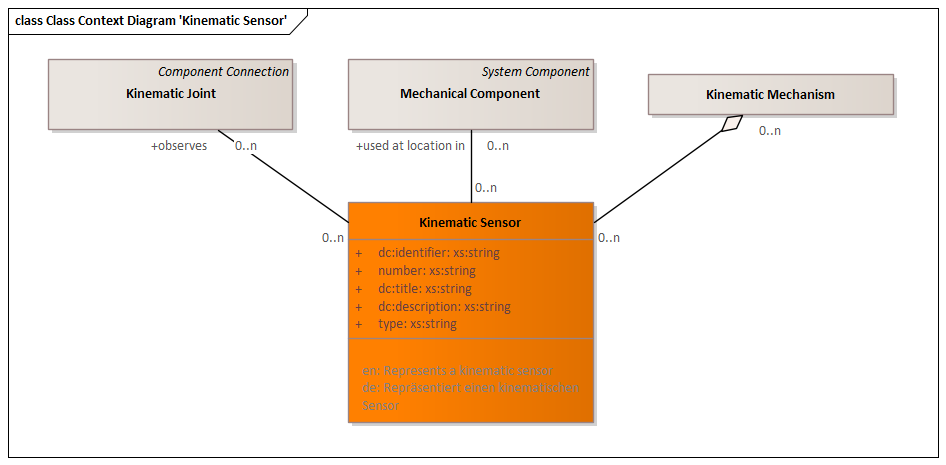 class Class Context Diagram 'Kinematic Sensor'
Component Connection
Kinematic Joint
System Component
Mechanical Component
Kinematic Mechanism
+observes
0..n
+used at location in
0..n
0..n
0..n
0..n
0..n
Kinematic Sensor
+ dc:identifier: xs:string
+ number: xs:string
+ dc:title: xs:string
+ dc:description: xs:string
+ type: xs:string
en: Represents a kinematic sensor
de: Repräsentiert einen kinematischen
Sensor